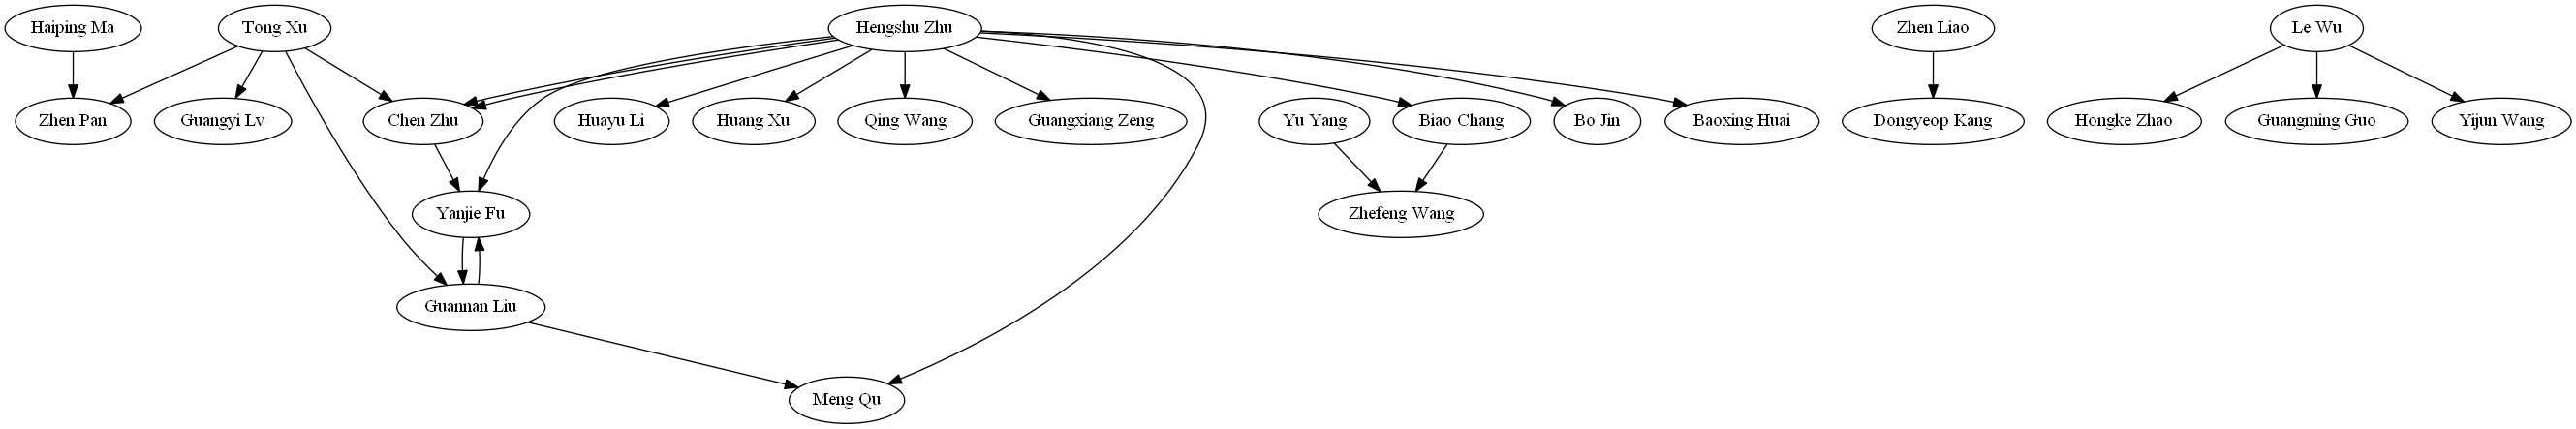 Haiping Ma
Tong Xu
Hengshu Zhu
Zhen Liao
Le Wu
Zhen Pan
Guangyi Lv
Chen Zhu
Huayu Li
Huang Xu
Qing Wang
Guangxiang Zeng
Yu Yang
Biao Chang
Bo Jin
Baoxing Huai
Dongyeop Kang
Hongke Zhao
Guangming Guo
Yijun Wang
Yanjie Fu
Zhefeng Wang
Guannan Liu
Meng Qu